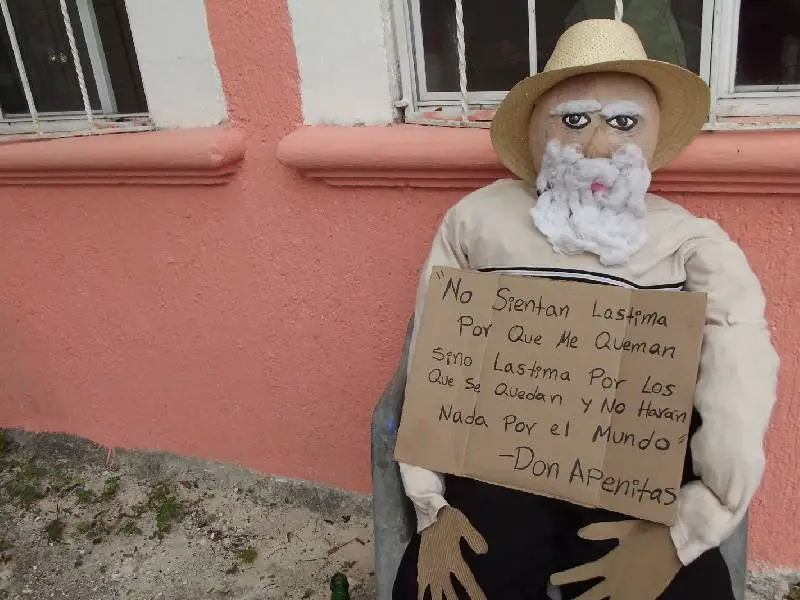 "No Sientan Lastima
Por Que Me Queman
Sino Lastima Por Los
Que Se Quedan y No Haran
Nada Por el Mundo"
-Don Apenitas